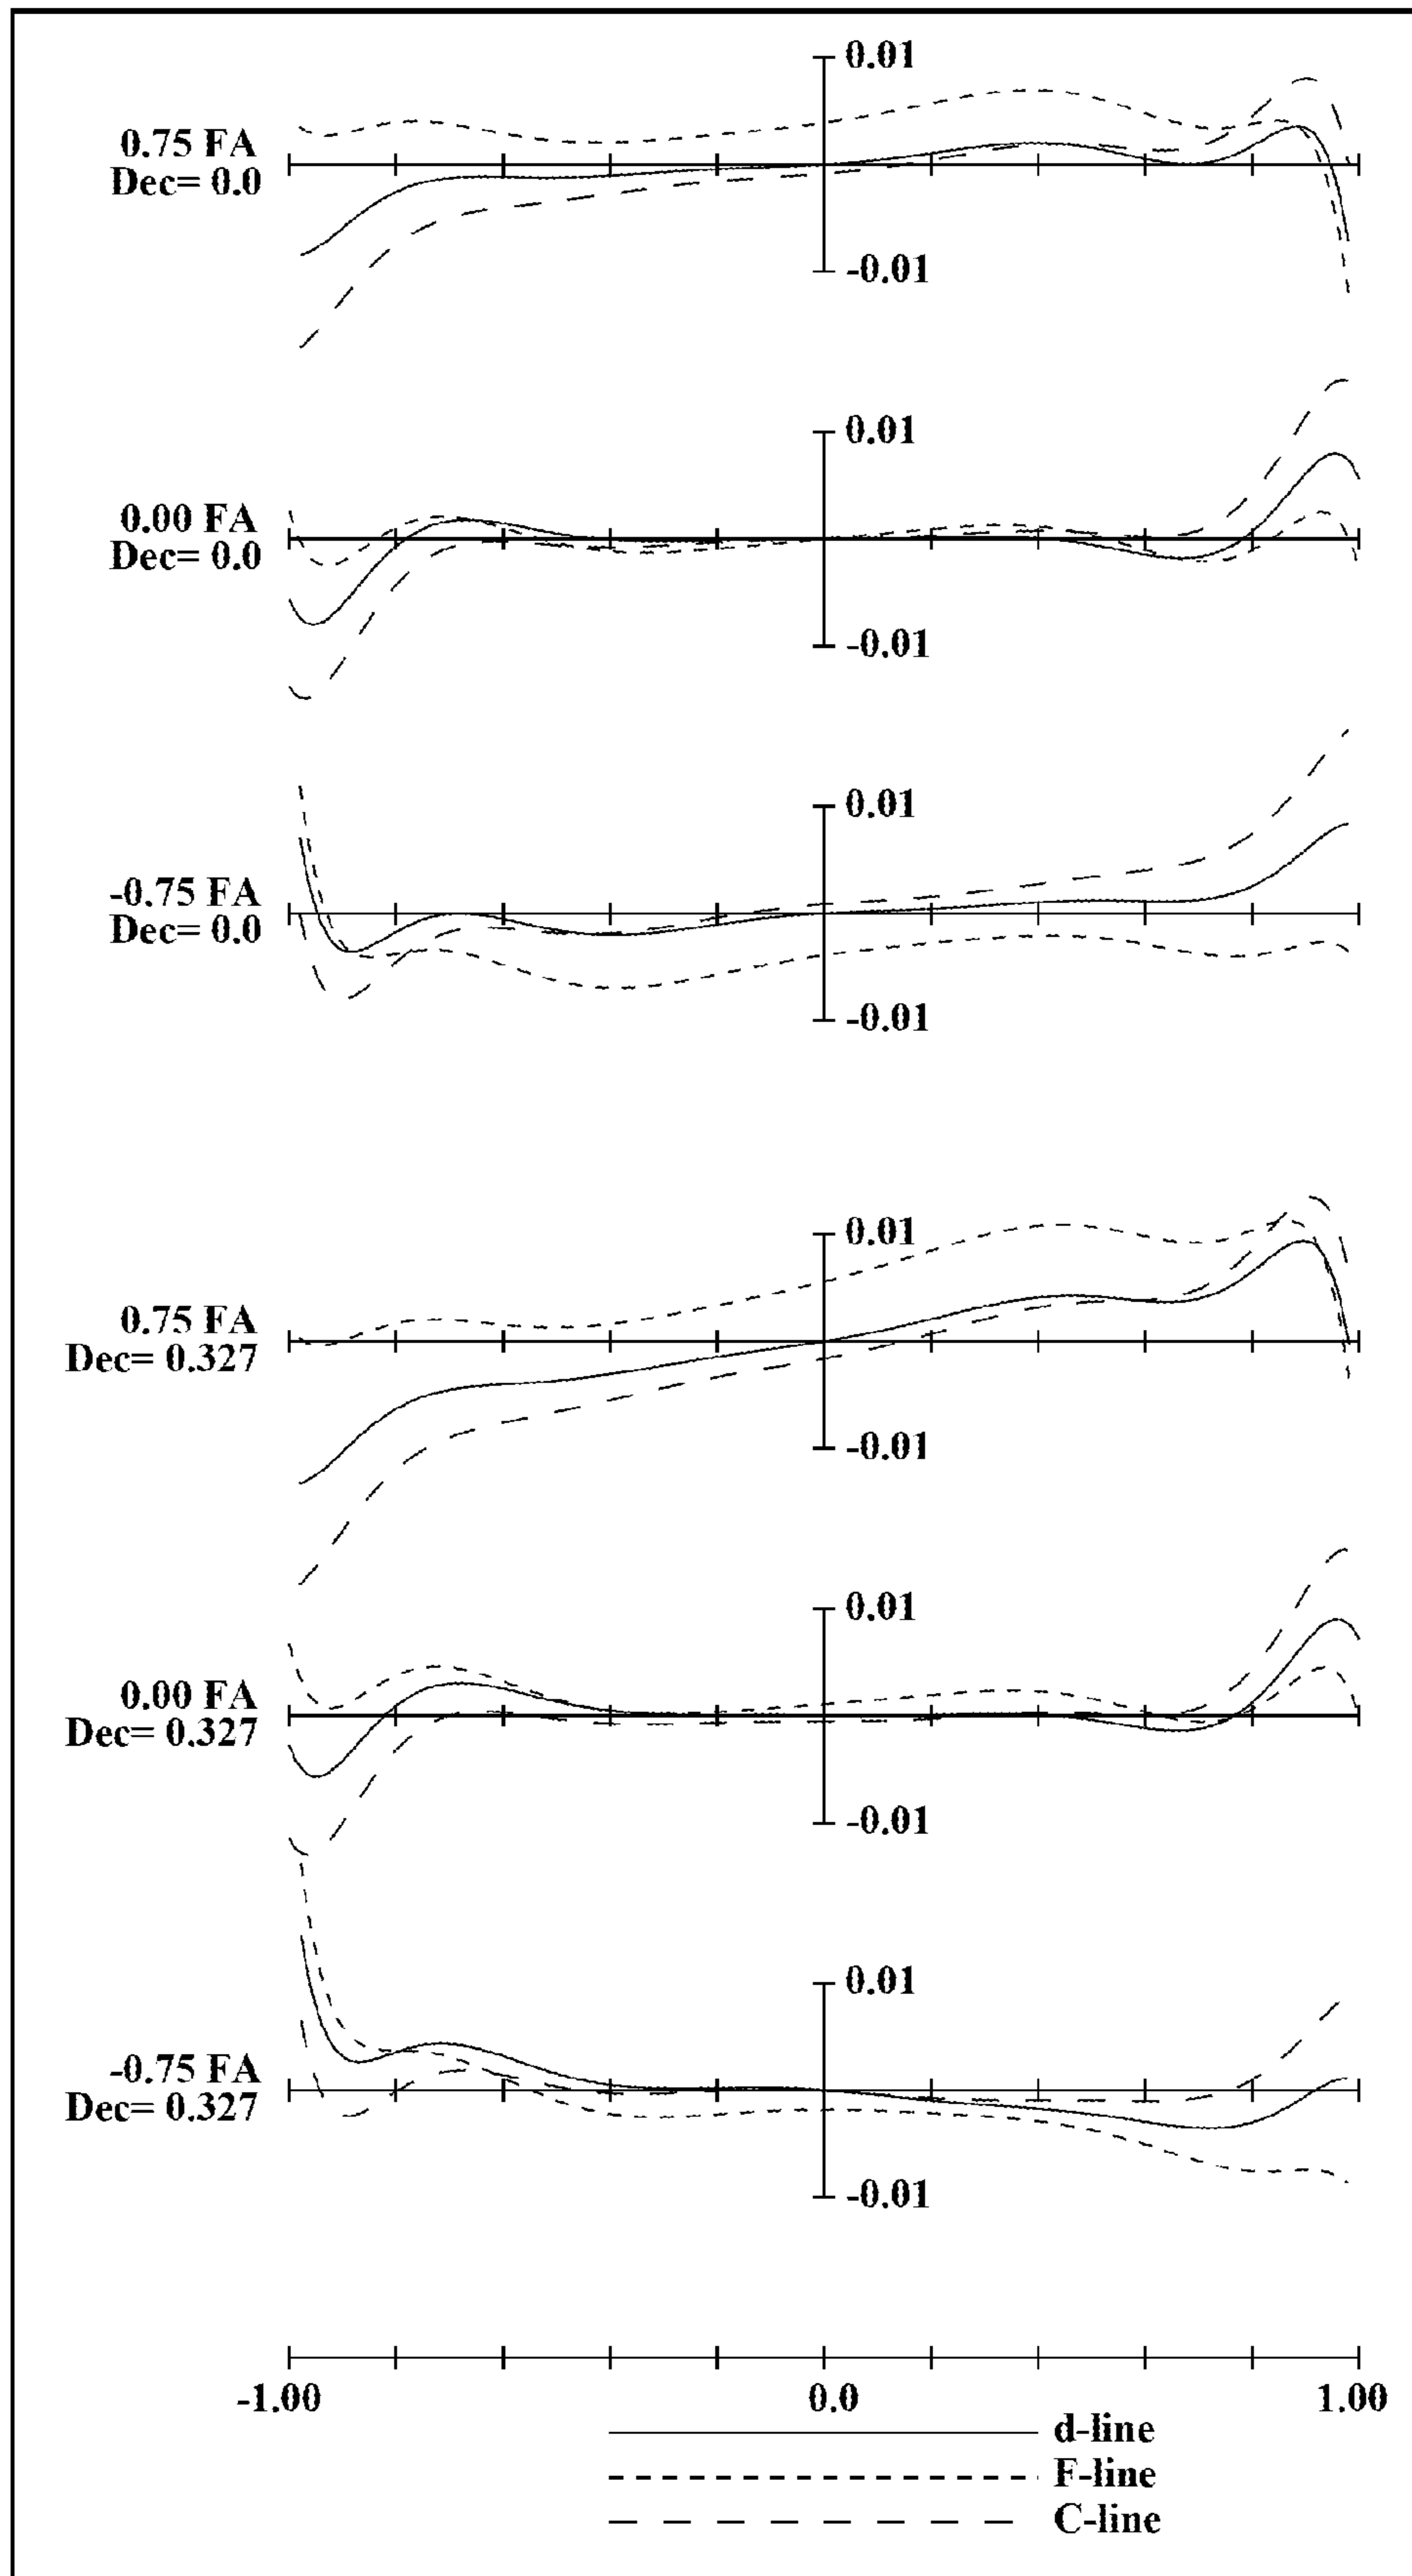 0.01
0.75 FA
Dec= 0.0
-0.01
0.01
0.00 FA
Dec= 0.0
-0.01
0.01
-0.75 FA
Dec= 0.0
-0.01
0.01
0.75 FA
Dec= 0.327
-0.01
0.01
0.00 FA
Dec= 0.327
-0.01
0.01
-0.75 FA
Dec= 0.327
-0.01
-1.00 0.0 1.00
d-line
F-line
C-line